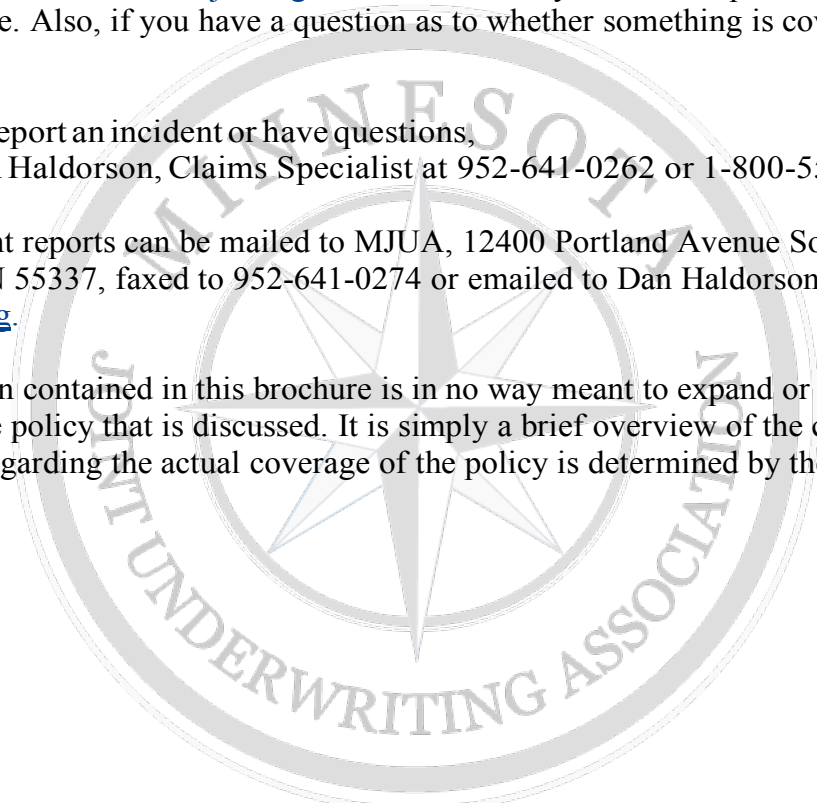 e. Also, if you have a question as to whether something is cov
eport an incident or have questions,
Haldorson, Claims Specialist at 952-641-0262 or 1-800-5
nt reports can be mailed to MJUA, 12400 Portland Avenue So
N 55337, faxed to 952-641-0274 or emailed to Dan Haldorson
g.
n contained in this brochure is in no way meant to expand or
e policy that is discussed. It is simply a brief overview of the
garding the actual coverage of the policy is determined by the
MINNESOTA
JOINT UNDERWRITING ASSOCIATION